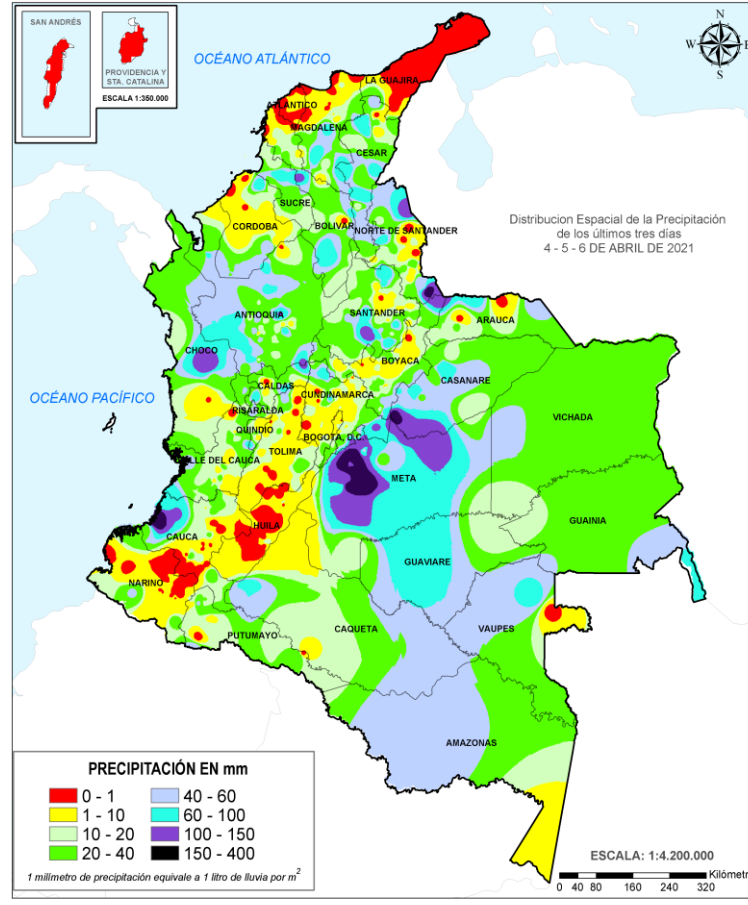 SAN ANDRÉS
PROVIDENCIA Y
STA. CATALINA
ESCALA 1:350.000
N
W
E
S
OCÉANO ATLÁNTICO
LA GUAJIRA
ATLANTICO
MAGDALENA
CESAR
SUCRE
BOLIVAR
NORTE DE SANTANDER
CORDOBA
Distribucion Espacial de la Precipitación
de los últimos tres días
4 - 5 - 6 DE ABRIL DE 2021
ANTIOQUIA
SANTANDER
ARAUCA
CHOCO
BOYACA
CASANARE
OCÉANO PACÍFICO
CALDAS
CUNDINAMARCA
RISARALDA
VICHADA
QUINDIO
BOGOTA, D.C.
TOLIMA
VALLE DEL CAUCA
META
GUAINIA
HUILA
CAUCA
GUAVIARE
NARINO
PUTUMAYO
CAQUETA
VAUPES
AMAZONAS
PRECIPITACIÓN EN mm
0 - 1
40 - 60
1 - 10
60 - 100
10 - 20
100 - 150
20 - 40
150 - 400
1 milímetro de precipitación equivale a 1 litro de lluvia por m2
ESCALA: 1:4.200.000
Kilómet
0 40 80 160 240 320